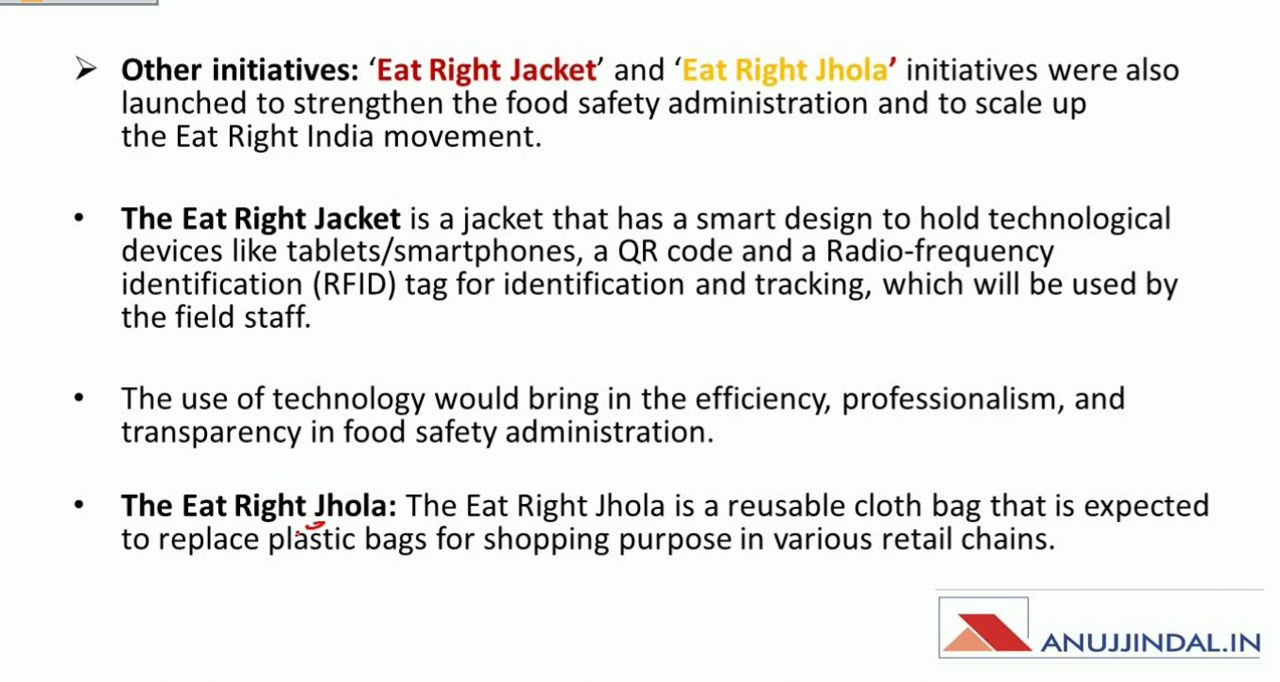 ➢ Other initiatives: ‘Eat Right Jacket’ and ‘Eat Right Jhola’ initiatives were also
launched to strengthen the food safety administration and to scale up
the Eat Right India movement.
• The Eat Right Jacket is a jacket that has a smart design to hold technological
devices like tablets/smartphones, a QR code and a Radio-frequency
identification (RFID) tag for identification and tracking, which will be used by
the field staff.
• The use of technology would bring in the efficiency, professionalism, and
transparency in food safety administration.
• The Eat Right Jhola: The Eat Right Jhola is a reusable cloth bag that is expected
to replace plastic bags for shopping purpose in various retail chains.
ANUJJINDAL.IN